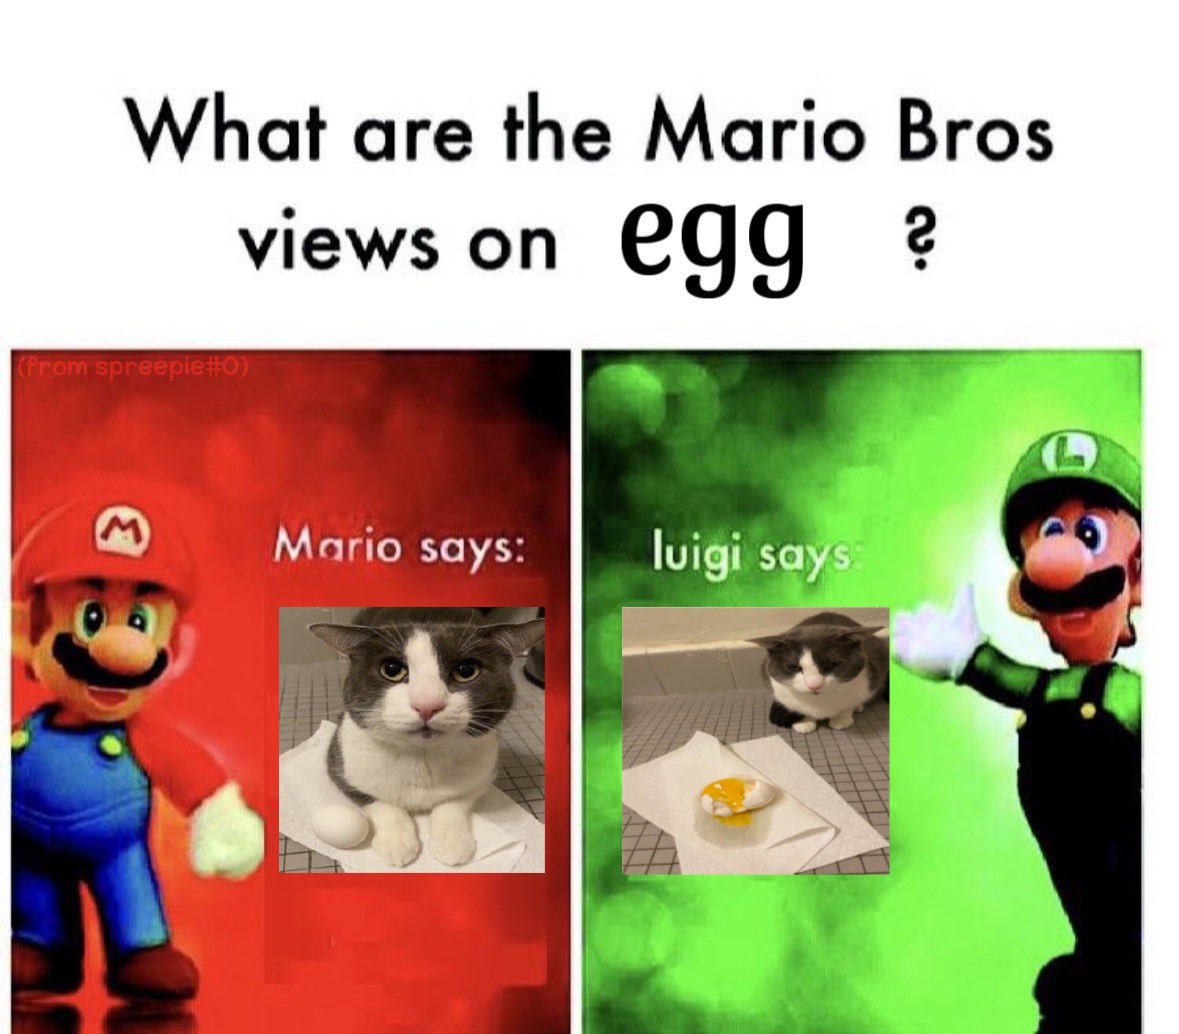 What are the Mario Bros
views on egg ?
(from spreepie#0)
M
L
Mario says:
luigi says: